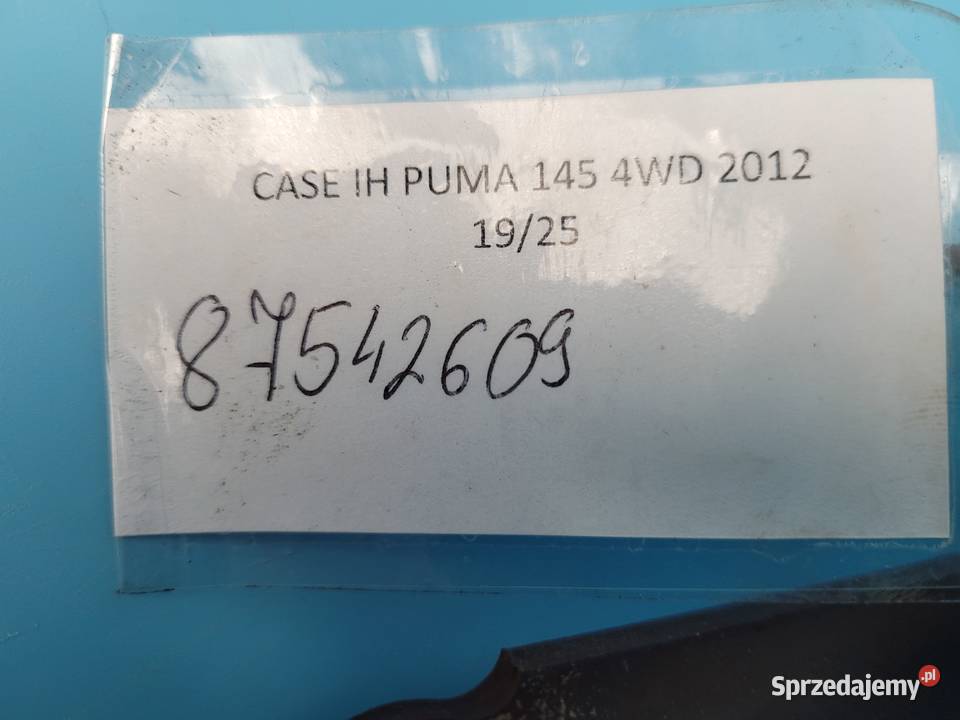 CASE IH PUMA 145 4WD 2012
19/25
87542609
Sprzedajemy.pl